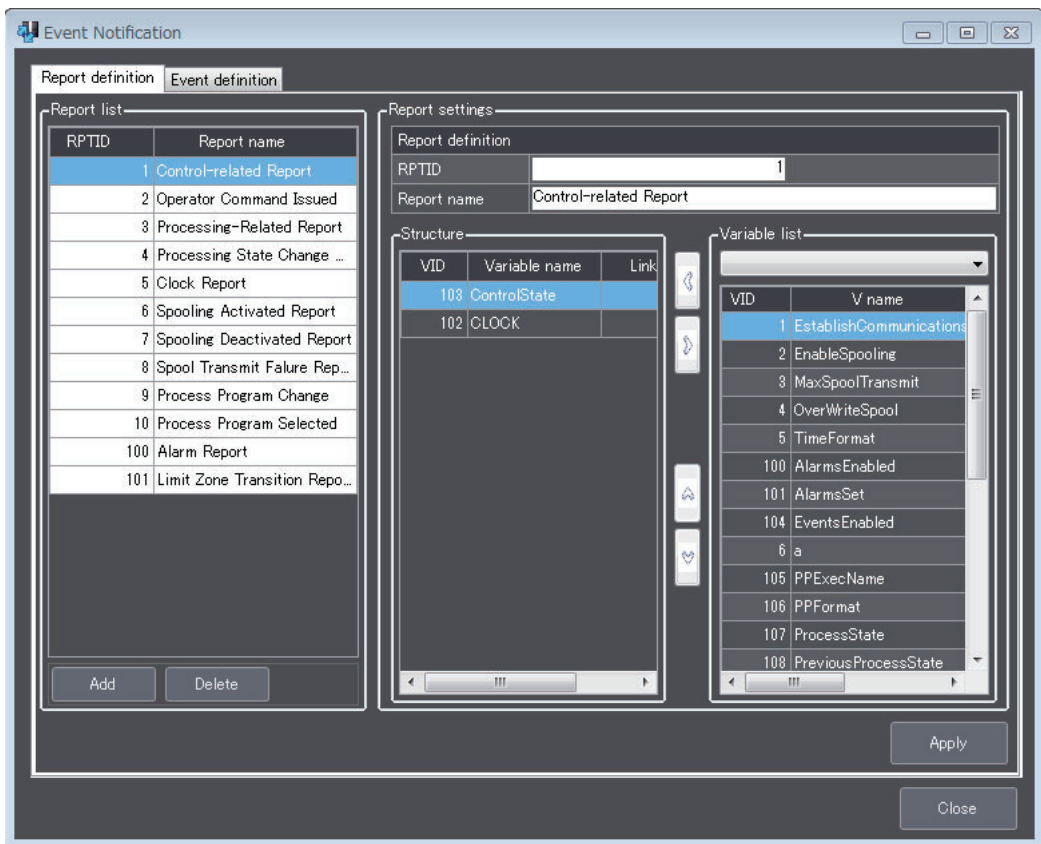 Event Notification
Report definition Event definition
Report list
RPTID Report name
1 Control-related Report
2 Operator Command Issued
3 Processing-Related Report
4 Processing State Change ...
5 Clock Report
6 Spooling Activated Report
7 Spooling Deactivated Report
8 Spool Transmit Falure Rep...
9 Process Program Change
10 Process Program Selected
100 Alarm Report
101 Limit Zone Transition Repo...
Add Delete
Report settings
Report definition
RPTID 1
Report name Control-related Report
Structure
VID Variable name Link
103 ControlState
102 CLOCK
Variable list
VID V name
1 EstablishCommunications
2 EnableSpooling
3 MaxSpoolTransmit
4 OverWriteSpool
5 TimeFormat
100 AlarmsEnabled
101 AlarmsSet
104 EventsEnabled
6 a
105 PPExecName
106 PPFormat
107 ProcessState
108 PreviousProcessState
Apply
Close